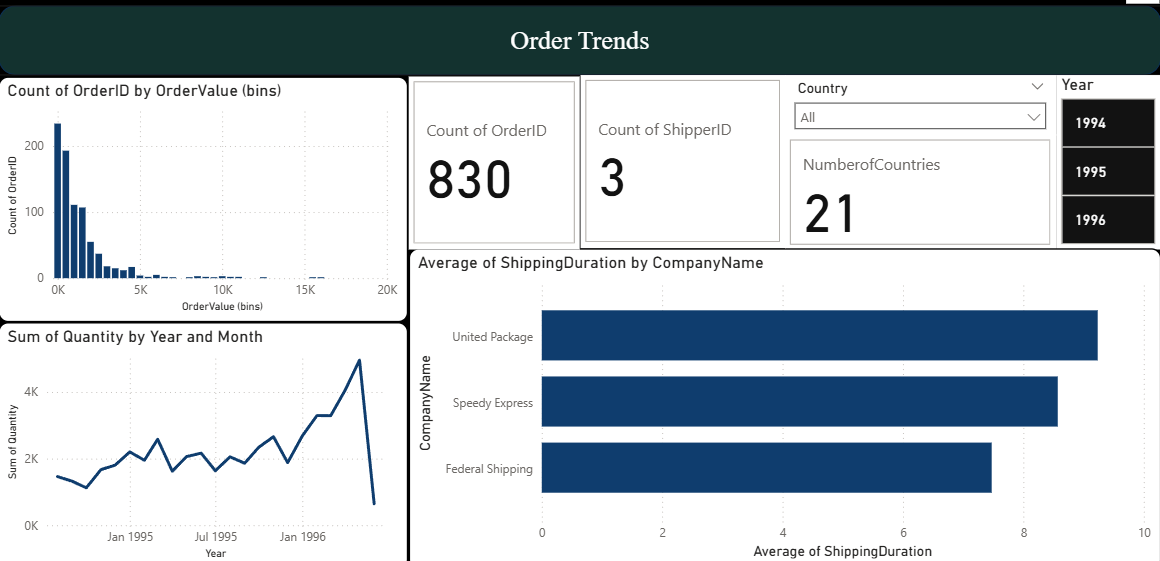 Order Trends
Count of OrderID by OrderValue (bins)
Count of OrderID
200
100
0
0K 5K 10K 15K 20K
OrderValue (bins)
Count of OrderID
830
Count of ShipperID
3
Country
All
NumberofCountries
21
Year
1994
1995
1996
Sum of Quantity by Year and Month
Sum of Quantity
4K
2K
0K
Jan 1995 Jul 1995 Jan 1996
Year
Average of ShippingDuration by CompanyName
CompanyName
United Package
Speedy Express
Federal Shipping
0 2 4 6 8 10
Average of ShippingDuration